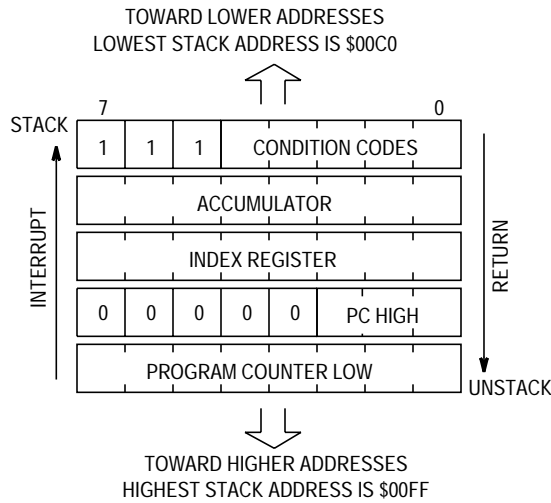 TOWARD LOWER ADDRESSES
LOWEST STACK ADDRESS IS $00C0
7 0
STACK
1 1 1 CONDITION CODES
ACCUMULATOR
INDEX REGISTER
0 0 0 0 0 PC HIGH
PROGRAM COUNTER LOW
INTERRUPT
RETURN
UNSTACK
TOWARD HIGHER ADDRESSES
HIGHEST STACK ADDRESS IS $00FF